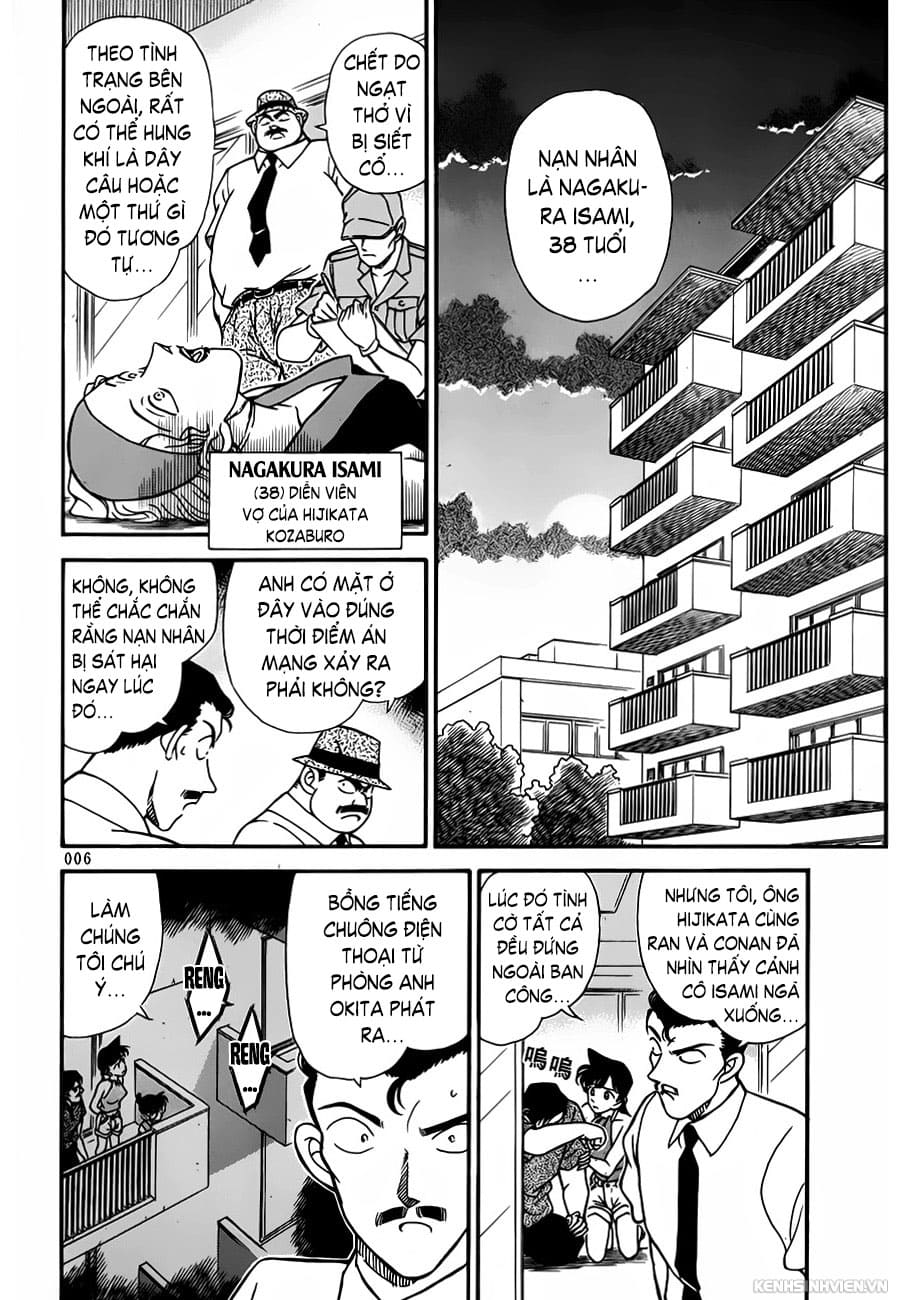 NẠN NHÂN
LÀ NAGAKU-
RA ISAMI,
38 TUỔI
...
CHẾT DO
NGẠT
THỞ VÌ
BỊ SIẾT
CỔ...
THEO TÌNH
TRẠNG BÊN
NGOÀI, RẤT
CÓ THỂ HUNG
KHÍ LÀ DÂY
CÂU HOẶC
MỘT THỨ GÌ
ĐÓ TƯƠNG
TỰ...
NAGAKURA ISAMI
(38) DIỄN VIÊN
VỢ CỦA HIJIKATA
KOZABURO
ANH CÓ MẶT Ở
ĐÂY VÀO ĐÚNG
THỜI ĐIỂM ÁN
MẠNG XẢY RA
PHẢI KHÔNG?
KHÔNG, KHÔNG
THỂ CHẮC CHẮN
RẰNG NẠN NHÂN
BỊ SÁT HẠI
NGAY LÚC
ĐÓ...
006
NHƯNG TÔI, ÔNG
HIJIKATA CÙNG
RAN VÀ CONAN ĐÃ
NHÌN THẤY CẢNH
CÔ ISAMI NGÃ
XUỐNG...
LÚC ĐÓ TÌNH
CỜ TẤT CẢ
ĐỀU ĐỨNG
NGOÀI BAN
CÔNG...
嗚嗚
BỖNG TIẾNG
CHUÔNG ĐIỆN
THOẠI TỪ
PHÒNG ANH
OKITA PHÁT
RA...
LÀM
CHÚNG
TÔI CHÚ
Ý...
RENG
...
RENG
...
KENHSINHVIEN.VN